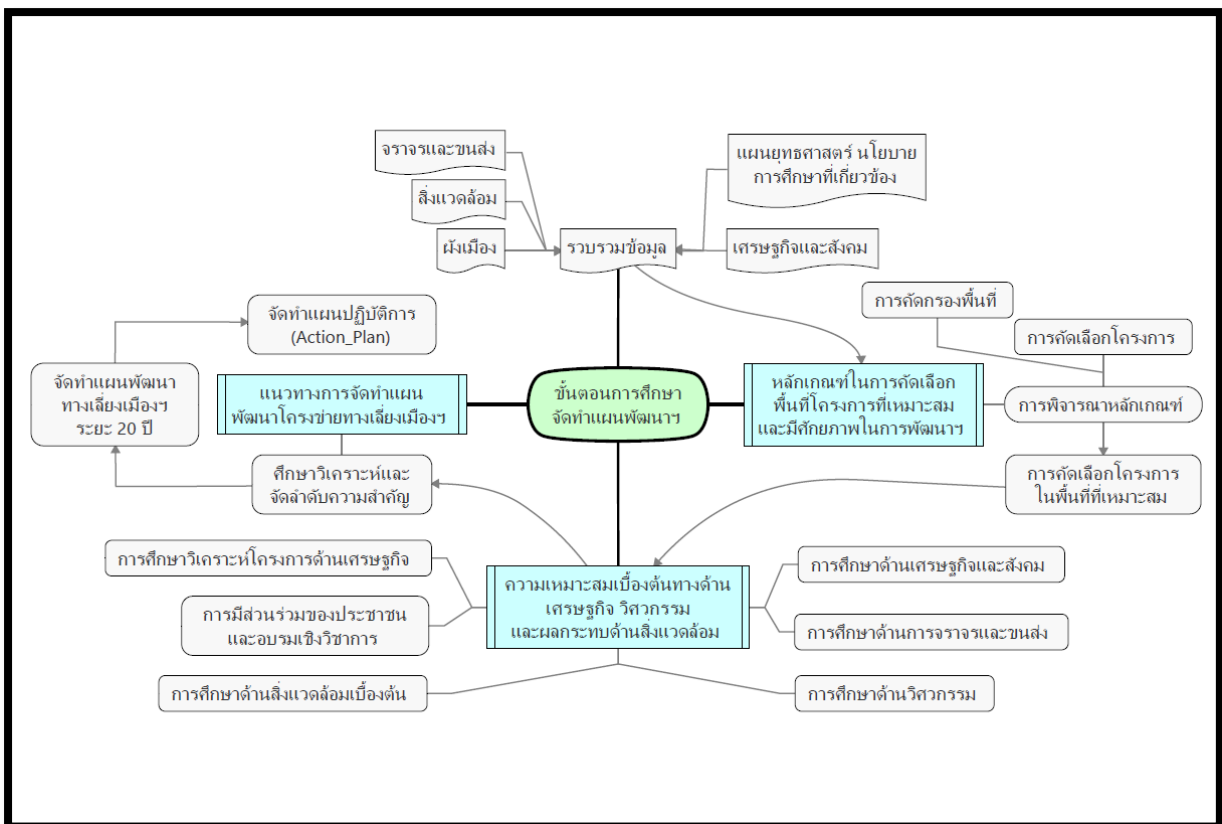 จราจรและขนส่ง
แผนยุทธศาสตร์ นโยบาย
การศึกษาที่เกี่ยวข้อง
สิ่งแวดล้อม
ผังเมือง
รวบรวมข้อมูล
เศรษฐกิจและสังคม
การคัดกรองพื้นที่
จัดทำแผนปฏิบัติการ
(Action_Plan)
การคัดเลือกโครงการ
จัดทำแผนพัฒนา
ทางเลี่ยงเมืองฯ
ระยะ 20 ปี
แนวทางการจัดทำแผน
พัฒนาโครงข่ายทางเลี่ยงเมืองฯ
ขั้นตอนการศึกษา
จัดทำแผนพัฒนาฯ
หลักเกณฑ์ในการคัดเลือก
พื้นที่โครงการที่เหมาะสม
และมีศักยภาพในการพัฒนาฯ
การพิจารณาหลักเกณฑ์
ศึกษาวิเคราะห์และ
จัดลำดับความสำคัญ
การคัดเลือกโครงการ
ในพื้นที่ที่เหมาะสม
การศึกษาวิเคราะห์โครงการด้านเศรษฐกิจ
ความเหมาะสมเบื้องต้นทางด้าน
เศรษฐกิจ วิศวกรรม
และผลกระทบด้านสิ่งแวดล้อม
การศึกษาด้านเศรษฐกิจและสังคม
การมีส่วนร่วมของประชาชน
และอบรมเชิงวิชาการ
การศึกษาด้านการจราจรและขนส่ง
การศึกษาด้านสิ่งแวดล้อมเบื้องต้น
การศึกษาด้านวิศวกรรม